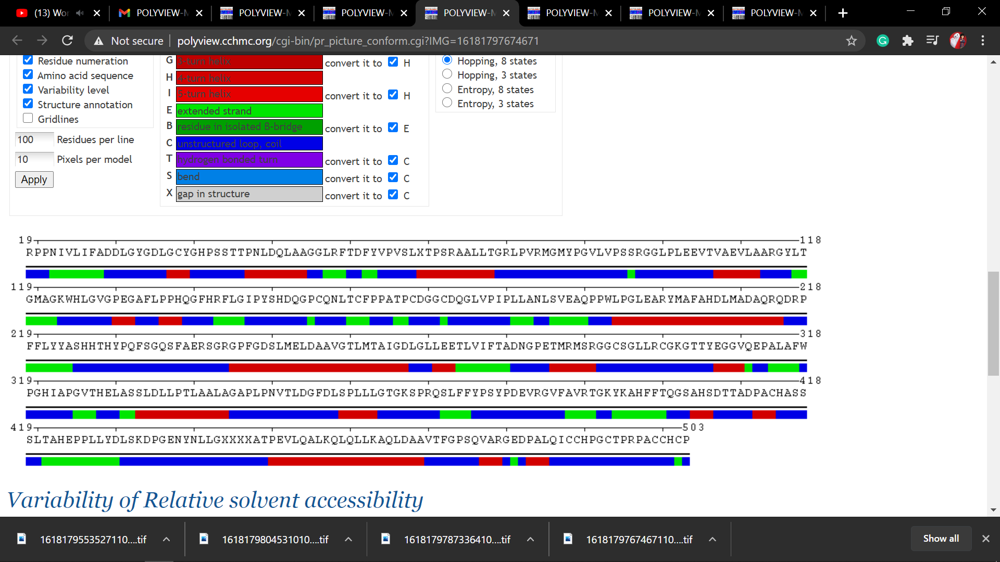 (13) Wor
POLYVIEW-M
POLYVIEW-M
POLYVIEW-M
POLYVIEW-M
POLYVIEW-M
POLYVIEW-M
POLYVIEW-M
Not secure
polyview.cchmc.org/cgi-bin/pr_picture_conform.cgi?IMG=16181797674671
Residue numeration
Amino acid sequence
Variability level
Structure annotation
Gridlines
100 Residues per line
10 Pixels per model
Apply
G 3-turn helix convert it to H
H 4-turn helix
I 5-turn helix convert it to H
E extended strand
B residue in isolated B-bridge convert it to E
C unstructured loop, coil
T hydrogen bonded turn convert it to C
S bend convert it to C
X gap in structure convert it to C
Hopping, 8 states
Hopping, 3 states
Entropy, 8 states
Entropy, 3 states
19 118
RPPNIVLIFADDLGYGDLGCYGHPSSTTPNLDQLAAGGLRFTDFYVPVSLXTPSRAALLTGRLPVRMGMYPGVLVPSSRGGLPLEEVTVAEVLAARGYLT
119 218
GMAGKWHLGVGPEGAFLPPHQGFHRFLGIPYSHDQGPCQNLTCFPPATPCDGGCDQGLVPIPLLANLSVEAQPPWLPGLEARYMAFAHDLMADAQRQDRP
219 318
FFLYYASHHTHYPQFSGQSFAERSGRGPFGDSLMELDAAVGTLMTAIGDLGLLEETLVIFTADNGPETMRMSRGGCSGLLRCGKGTTYEGGVQEPALAFW
319 418
PGHIAPGVTHELASSLDLLPTLAALAGAPLPNVTLDGFDLSPLLLGTGKSPRQSLFFYPSYPDEVRGVFAVRTGKYKAHFFTQGSAHSDTTADPACHASS
419 503
SLTAHEPPLLYDLSKDPGENYNLLGXXXXATPEVLQALKQLQLLKAQLDAAVTFGPSQVARGEDPALQICCHPGCTPRPACCHCP
Variability of Relative solvent accessibility
1618179553527110....tif
1618179804531010....tif
1618179787336410....tif
1618179767467110....tif
Show all